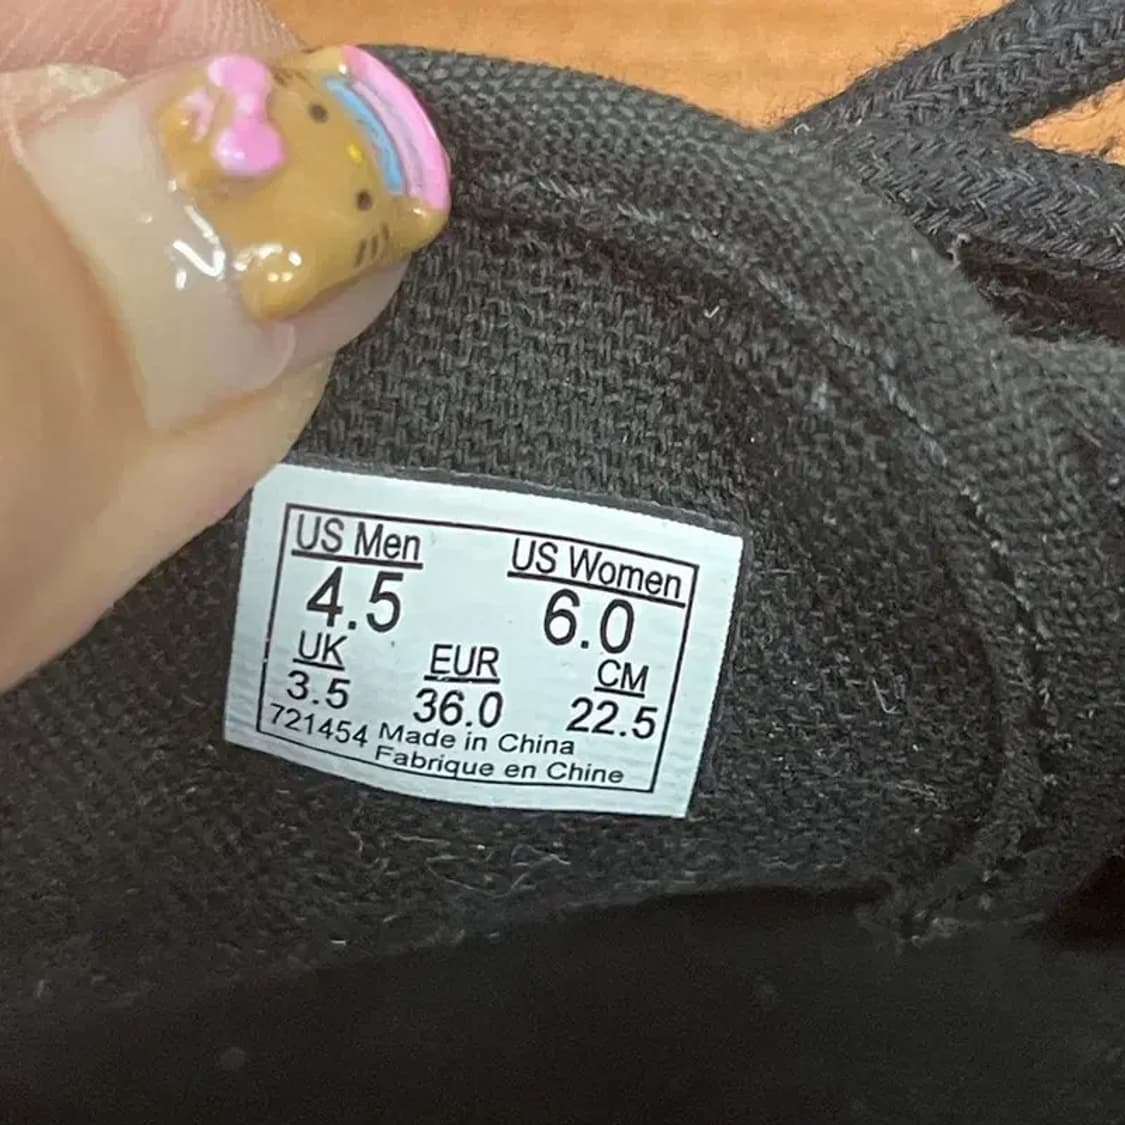 US Men US Women
4.5 6.0
UK EUR CM
3.5 36.0 22.5
721454 Made in China
Fabrique en Chine